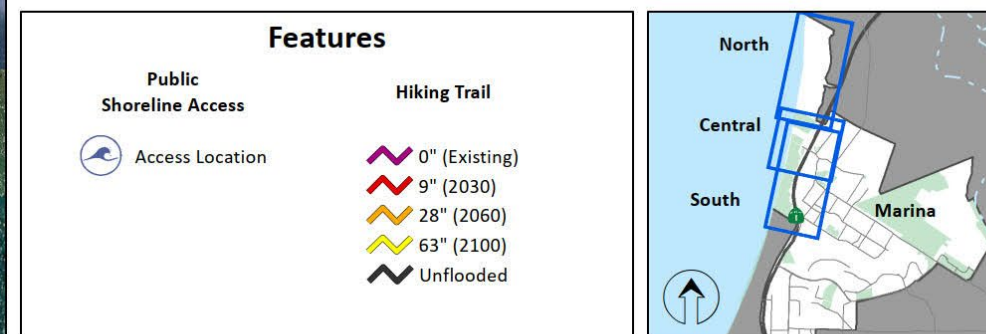 Features
Public
Shoreline Access
Access Location
Hiking Trail
0" (Existing)
9" (2030)
28" (2060)
63" (2100)
Unflooded
North
Central
South
Marina
1